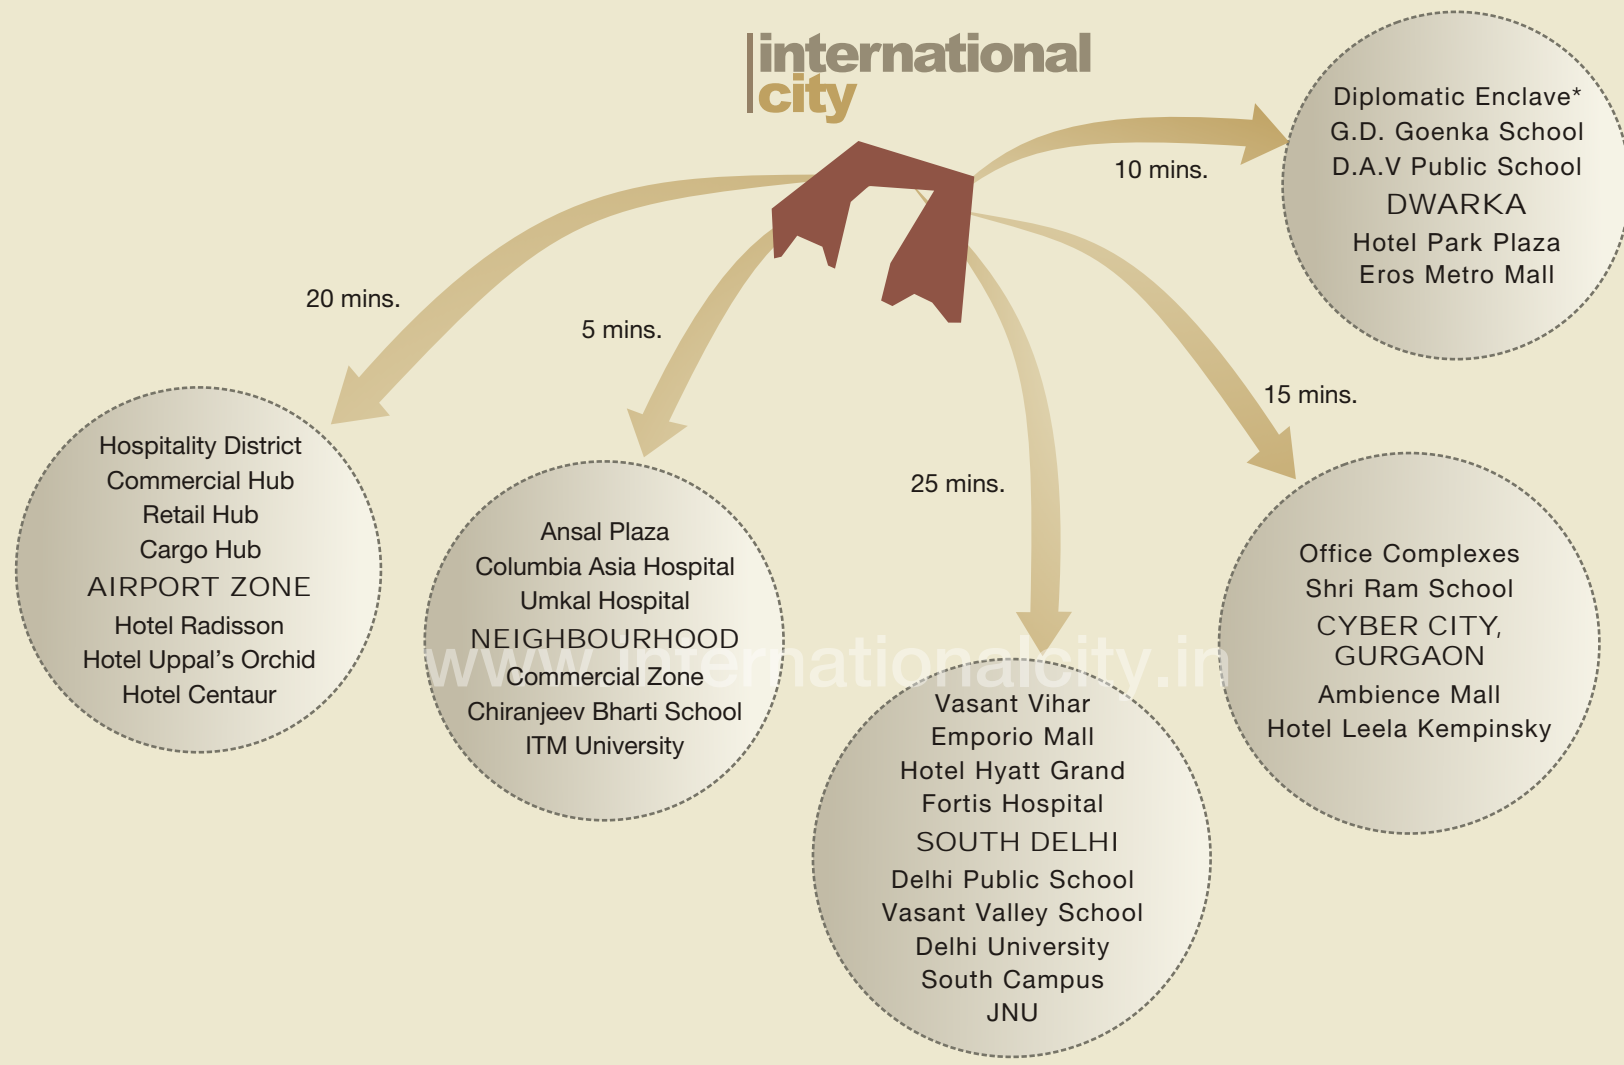 international
city
10 mins.
Diplomatic Enclave*
G.D. Goenka School
D.A.V Public School
DWARKA
Hotel Park Plaza
Eros Metro Mall
20 mins.
5 mins.
15 mins.
25 mins.
Hospitality District
Commercial Hub
Retail Hub
Cargo Hub
AIRPORT ZONE
Hotel Radisson
Hotel Uppal's Orchid
Hotel Centaur
Ansal Plaza
Columbia Asia Hospital
Umkal Hospital
NEIGHBOURHOOD
Commercial Zone
Chiranjeev Bharti School
ITM University
www.internationalcity.in
Vasant Vihar
Emporio Mall
Hotel Hyatt Grand
Fortis Hospital
SOUTH DELHI
Delhi Public School
Vasant Valley School
Delhi University
South Campus
JNU
Office Complexes
Shri Ram School
CYBER CITY,
GURGAON
Ambience Mall
Hotel Leela Kempinsky